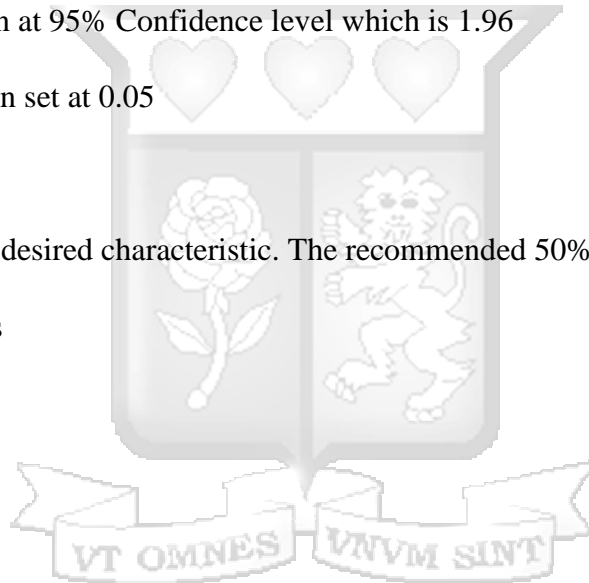 at 95% Confidence level which is 1.96
set at 0.05
desired characteristic. The recommended 50%
VT OMNES VNVM SINT